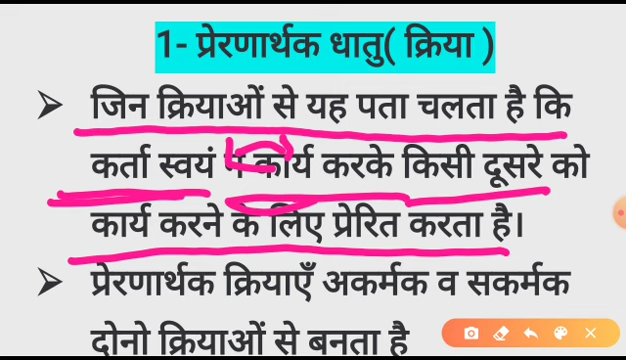 1- प्रेरणार्थक धातु( क्रिया )
➢ जिन क्रियाओं से यह पता चलता है कि
कर्ता स्वयं न कार्य करके किसी दूसरे को
कार्य करने के लिए प्रेरित करता है।
➢ प्रेरणार्थक क्रियाएँ अकर्मक व सकर्मक
दोनो क्रियाओं से बनता है